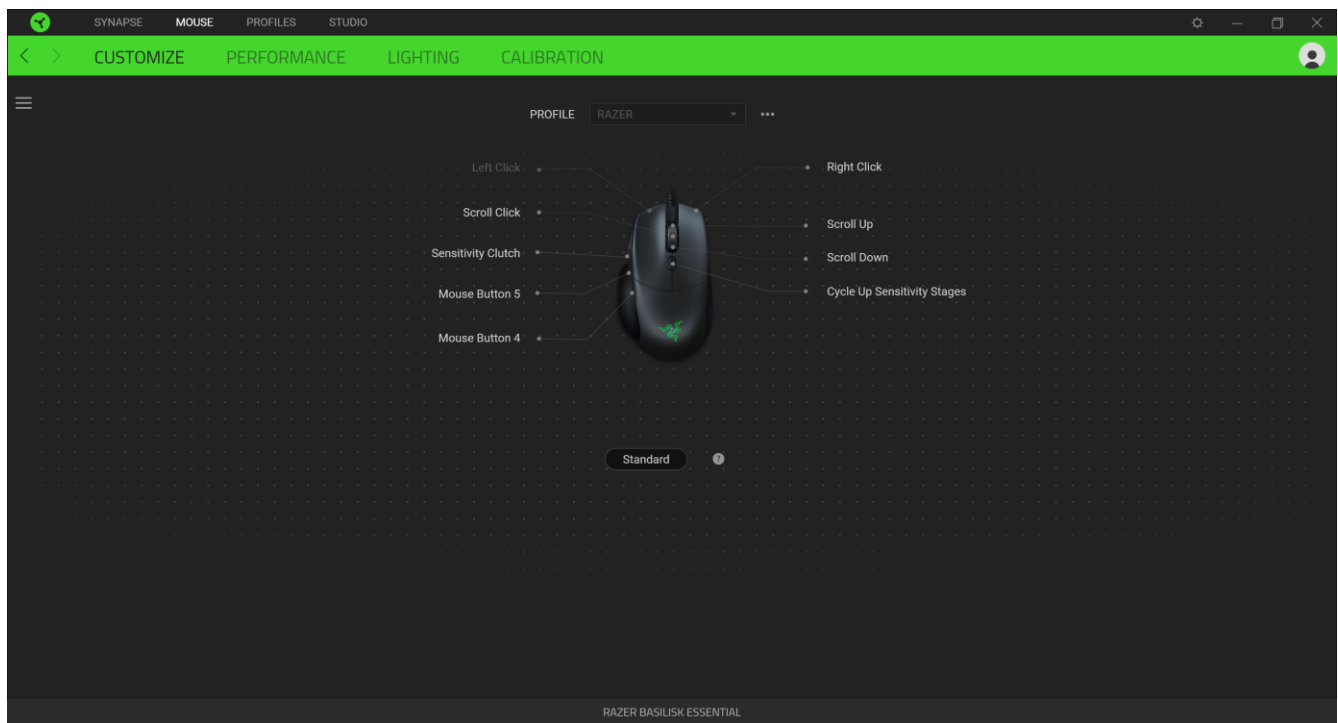 SYNAPSE MOUSE PROFILES STUDIO
CUSTOMIZE PERFORMANCE LIGHTING CALIBRATION
PROFILE RAZER
Left Click
Right Click
Scroll Click
Scroll Up
Sensitivity Clutch
Scroll Down
Mouse Button 5
Cycle Up Sensitivity Stages
Mouse Button 4
Standard ?
RAZER BASILISK ESSENTIAL